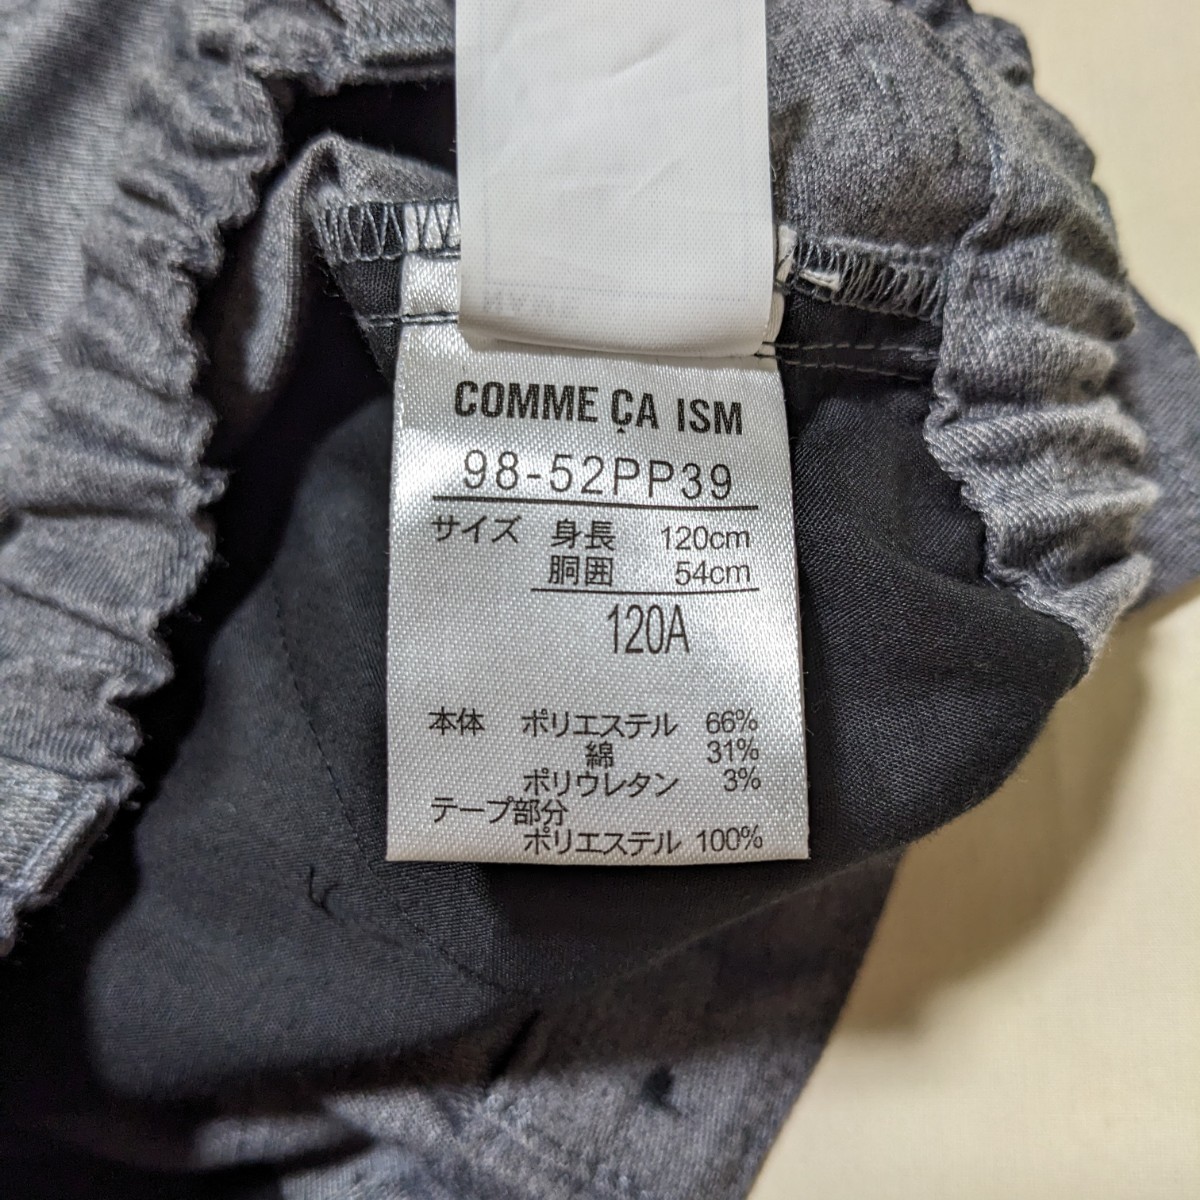 COMME ÇA ISM
98-52PP39
サイズ 身長 120cm
胴囲 54cm
120A
本体 ポリエステル 66%
綿 31%
ポリウレタン 3%
テープ部分
ポリエステル 100%